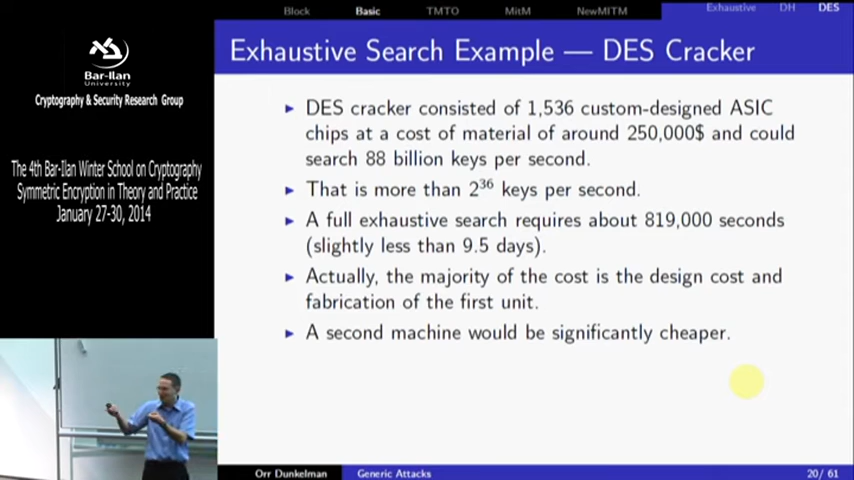 Block Basic TMTO MitM NewMITM Exhaustive DH DES
Exhaustive Search Example — DES Cracker
Bar-Ilan
University
Cryptography & Security Research Group
The 4th Bar-Ilan Winter School on Cryptography
Symmetric Encryption in Theory and Practice
January 27-30, 2014
► DES cracker consisted of 1,536 custom-designed ASIC
chips at a cost of material of around 250,000$ and could
search 88 billion keys per second.
► That is more than 2³⁶ keys per second.
► A full exhaustive search requires about 819,000 seconds
(slightly less than 9.5 days).
► Actually, the majority of the cost is the design cost and
fabrication of the first unit.
► A second machine would be significantly cheaper.
Orr Dunkelman Generic Attacks 20/ 61